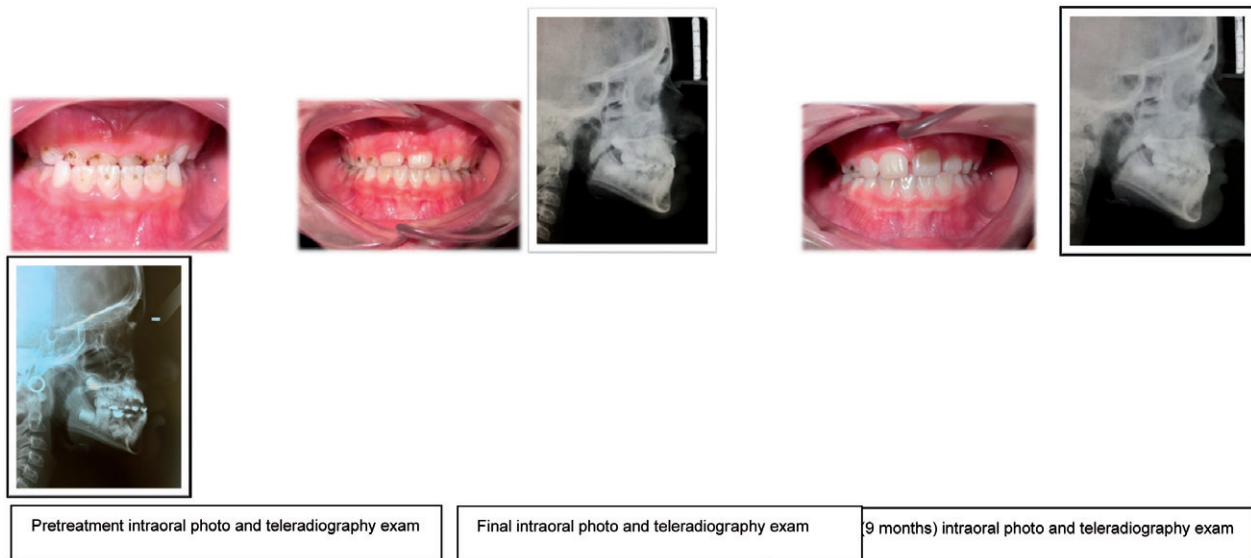 Pretreatment intraoral photo and teleradiography exam
Final intraoral photo and teleradiography exam
(9 months) intraoral photo and teleradiography exam